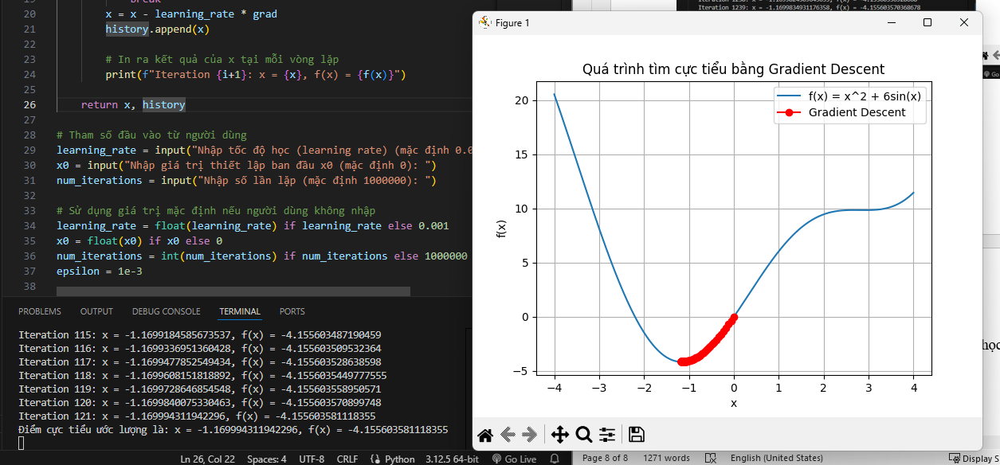 break
20 x = x - learning_rate * grad
21 history.append(x)
22
23 # In ra kết quả của x tại mỗi vòng lặp
24 print(f"Iteration {i+1}: x = {x}, f(x) = {f(x)}")
25
26 return x, history
27
28 # Tham số đầu vào từ người dùng
29 learning_rate = input("Nhập tốc độ học (learning rate) (mặc định 0.0
30 x0 = input("Nhập giá trị thiết lập ban đầu x0 (mặc định 0): ")
31 num_iterations = input("Nhập số lần lặp (mặc định 1000000): ")
32
33 # Sử dụng giá trị mặc định nếu người dùng không nhập
34 learning_rate = float(learning_rate) if learning_rate else 0.001
35 x0 = float(x0) if x0 else 0
36 num_iterations = int(num_iterations) if num_iterations else 1000000
37 epsilon = 1e-3
38
PROBLEMS OUTPUT DEBUG CONSOLE TERMINAL PORTS
Iteration 115: x = -1.1699184585673537, f(x) = -4.155603487190459
Iteration 116: x = -1.1699336951360428, f(x) = -4.155603509532364
Iteration 117: x = -1.1699477852549434, f(x) = -4.155603528638598
Iteration 118: x = -1.1699608151818892, f(x) = -4.1556035449777555
Iteration 119: x = -1.1699728646854548, f(x) = -4.155603558950571
Iteration 120: x = -1.1699840075330463, f(x) = -4.155603570899748
Iteration 121: x = -1.169994311942296, f(x) = -4.155603581118355
Điểm cực tiểu ước lượng là: x = -1.169994311942296, f(x) = -4.155603581118355
Ln 26, Col 22 Spaces: 4 UTF-8 CRLF {} Python 3.12.5 64-bit Go Live
Iteration 1239: x = -1.1699834931176358, f(x) = -4.155603570368678
Figure 1
Quá trình tìm cực tiểu bằng Gradient Descent
f(x) = x^2 + 6sin(x)
Gradient Descent
20
15
10
5
0
−5
f(x)
−4 −3 −2 −1 0 1 2 3 4
x
Go
học
Page 8 of 8 1271 words English (United States) Display S